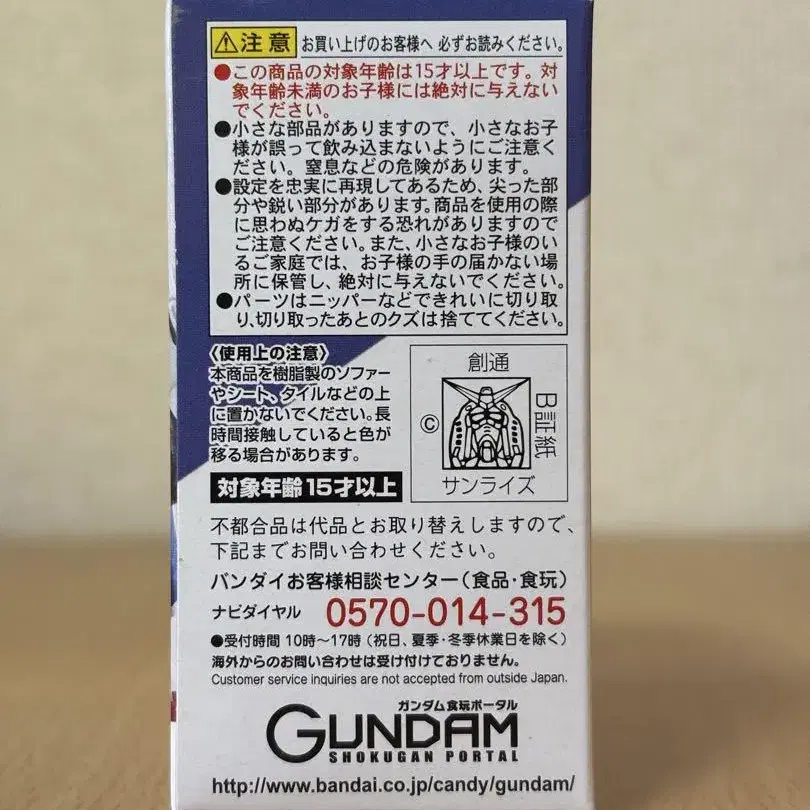 ⚠注意 お買い上げのお客様へ 必ずお読みください。
●この商品の対象年齢は15才以上です。対
象年齢未満のお子様には絶対に与えない
でください。
●小さな部品がありますので、小さなお子
様が誤って飲み込まないようにご注意く
ださい。窒息などの危険があります。
●設定を忠実に再現してあるため、尖った部
分や鋭い部分があります。商品を使用の際
に思わぬケガをする恐れがありますので
ご注意ください。また、小さなお子様のい
るご家庭では、お子様の手の届かない場
所に保管し、絶対に与えないでください。
●パーツはニッパーなどできれいに切り取
り、切り取ったあとのクズは捨ててください。
〈使用上の注意〉
本商品を樹脂製のソファー
やシート、タイルなどの上
に置かないでください。長
時間接触していると色が
移る場合があります。
対象年齢15才以上
創通
©
B証紙
サンライズ
不都合品は代品とお取り替えしますので、
下記までお問い合わせください。
バンダイお客様相談センター(食品・食玩)
ナビダイヤル 0570-014-315
●受付時間 10時〜17時(祝日、夏季・冬季休業日を除く)
海外からのお問い合わせは受け付けておりません。
Customer service inquiries are not accepted from outside Japan.
ガンダム食玩ポータル
GUNDAM
SHOKUGAN PORTAL
http://www.bandai.co.jp/candy/gundam/